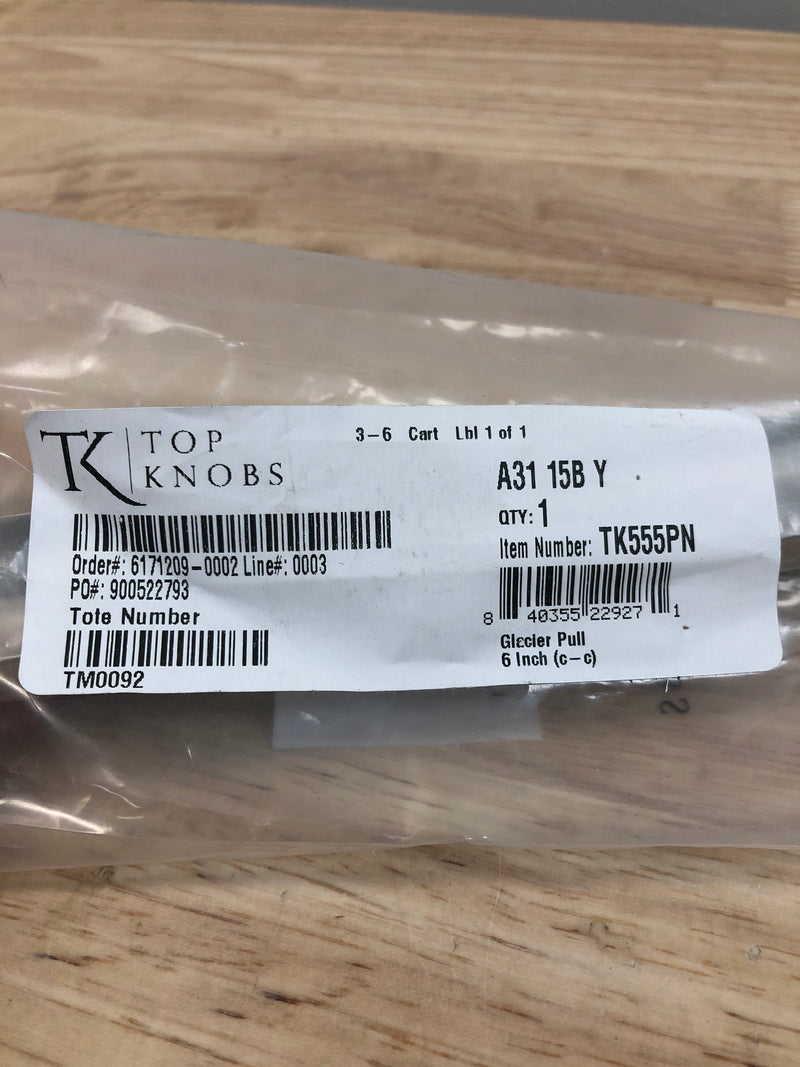 TK TOP KNOBS
3-6 Cart Lbl 1 of 1
A31 15B Y
QTY: 1
Item Number: TK555PN
8 40355 22927 1
Glacier Pull
6 Inch (c-c)
Order#: 6171209-0002 Line#: 0003
PO#: 900522793
Tote Number
TM0092